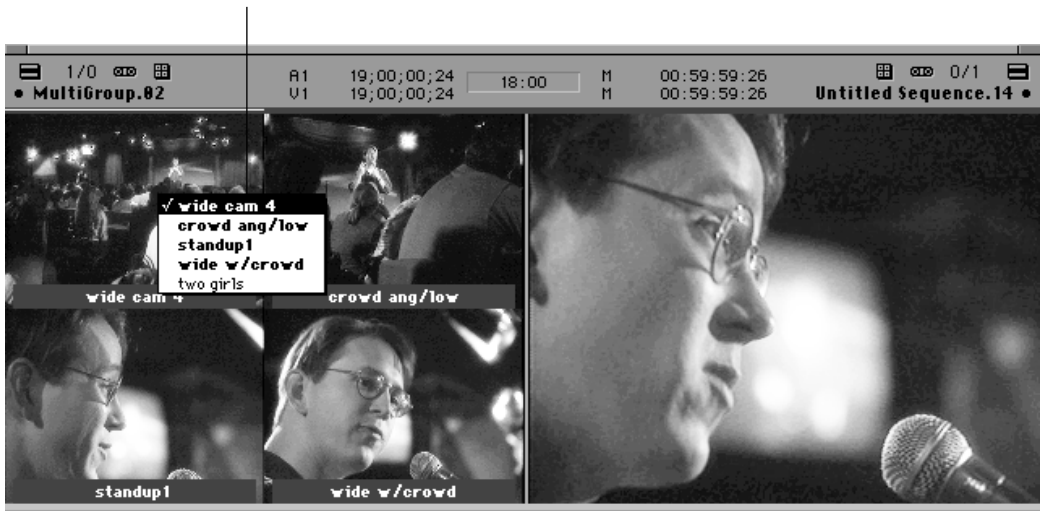 1/0
A1 19;00;00;24
18:00
M 00:59:59:26
0/1
• MultiGroup.02
V1 19;00;00;24
M 00:59:59:26
Untitled Sequence.14 •
√ wide cam 4
crowd ang/low
standup1
wide w/crowd
two girls
wide cam 4
crowd ang/low
standup1
wide w/crowd